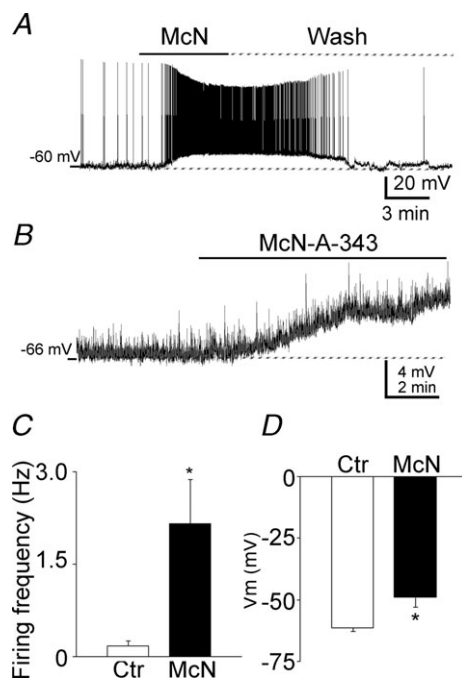 A
McN Wash
-60 mV
20 mV
3 min
B
McN-A-343
-66 mV
4 mV
2 min
C
Firing frequency (Hz)
3.0
1.5
0
*
Ctr McN
D
Ctr McN
Vm (mV)
0
-25
-50
-75
*